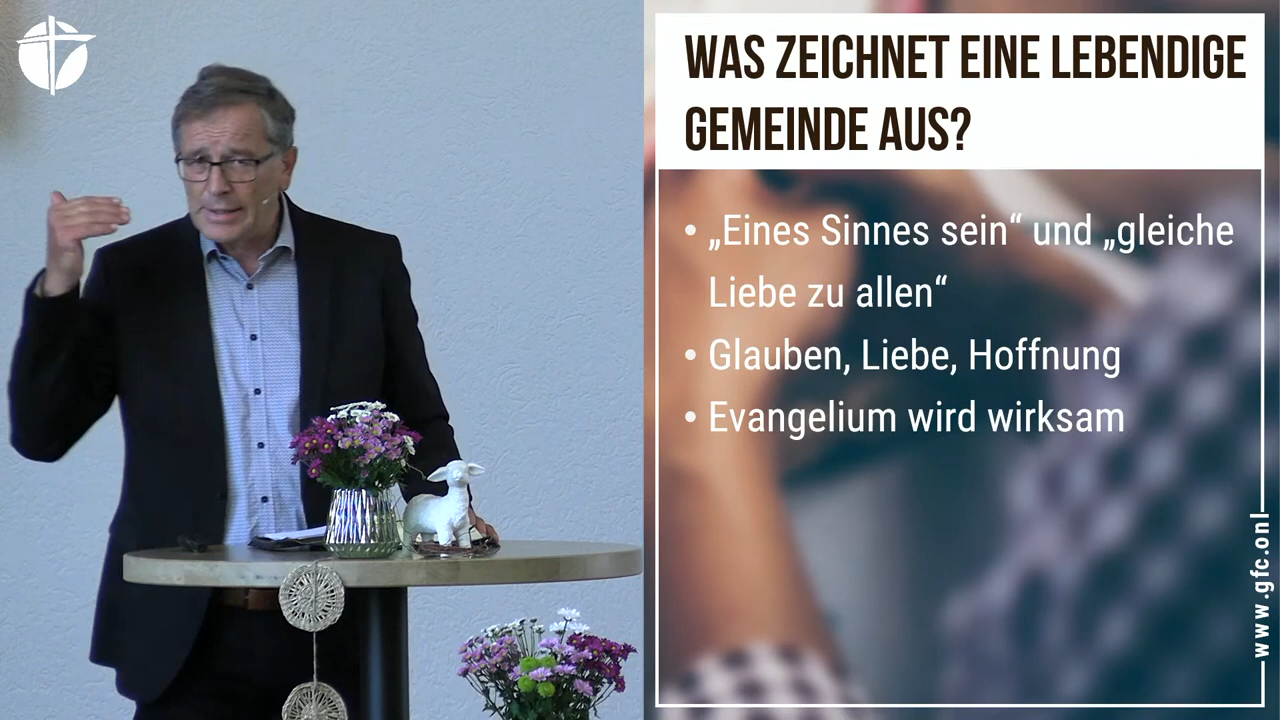 WAS ZEICHNET EINE LEBENDIGE
GEMEINDE AUS?
• „Eines Sinnes sein“ und „gleiche
Liebe zu allen“
• Glauben, Liebe, Hoffnung
• Evangelium wird wirksam
www.gfc.onl